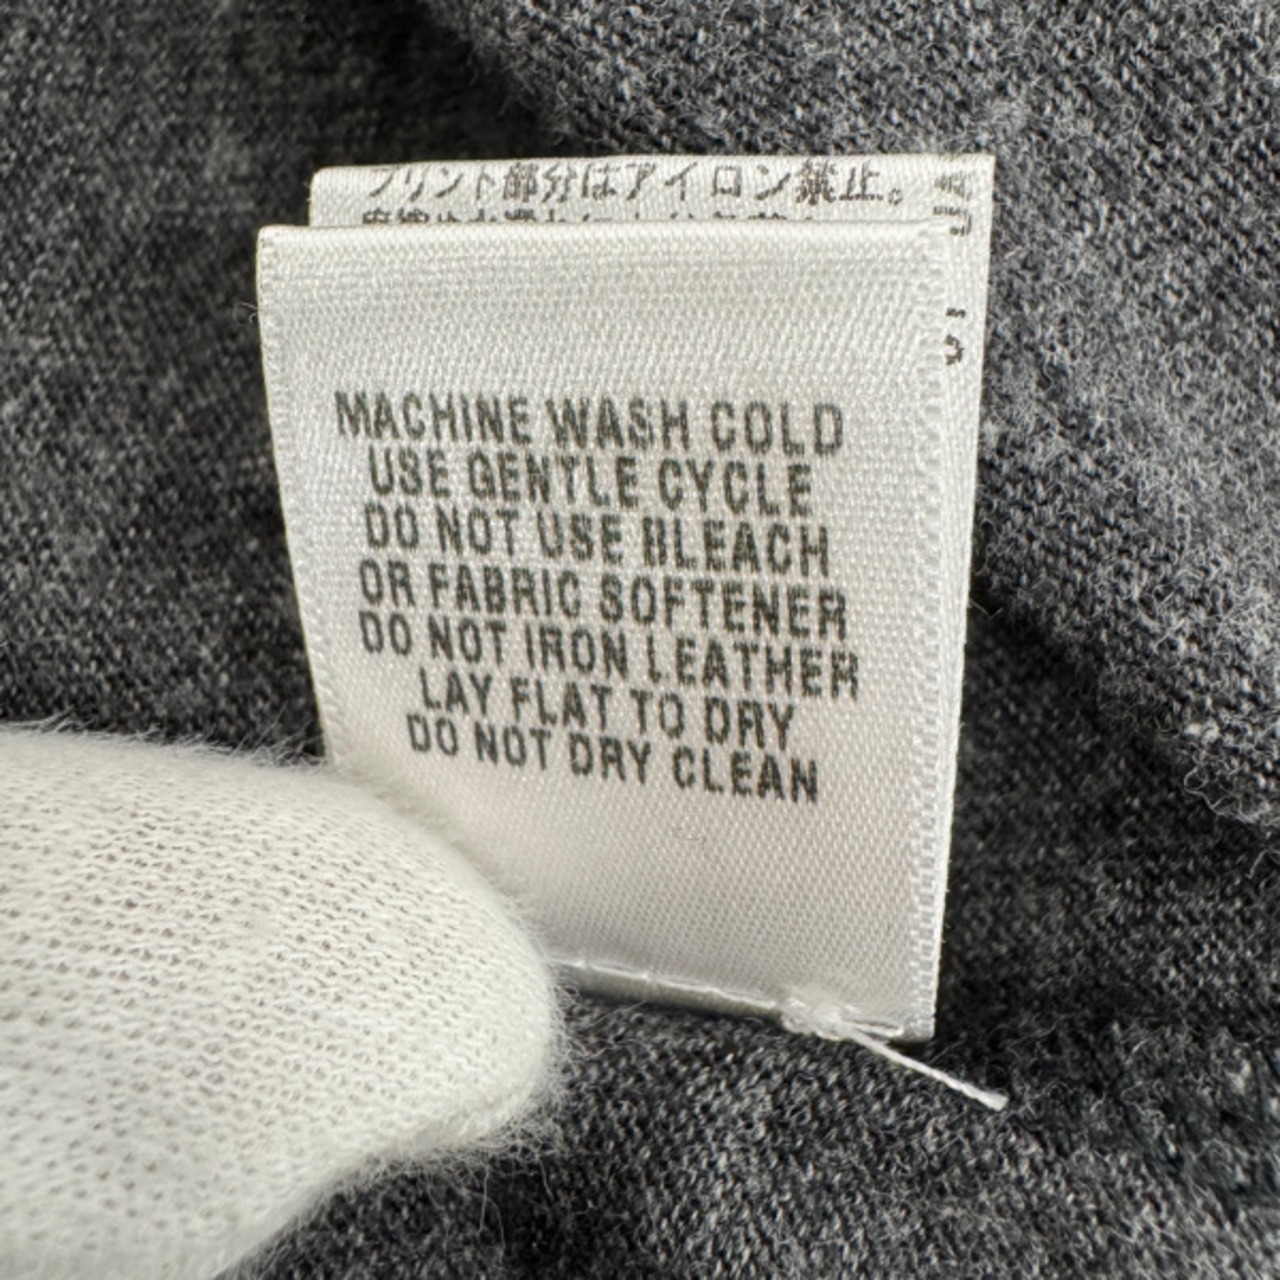 プリント部分はアイロン禁止。
MACHINE WASH COLD
USE GENTLE CYCLE
DO NOT USE BLEACH
OR FABRIC SOFTENER
DO NOT IRON LEATHER
LAY FLAT TO DRY
DO NOT DRY CLEAN